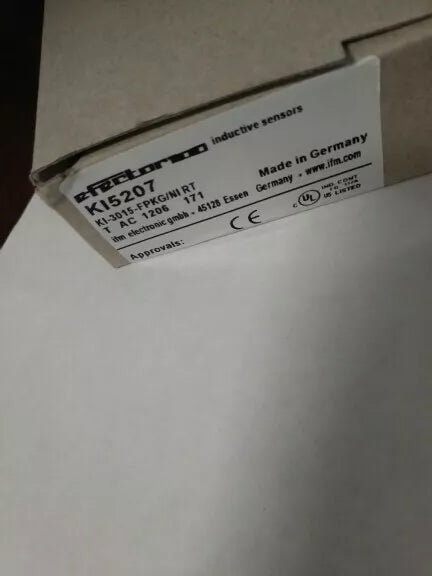 efector100 inductive sensors
KI5207
Made in Germany
KI-3015-FPKG/NI RT
T AC 1206 171
ifm electronic gmbh - 45128 Essen Germany - www.ifm.com
Approvals:
CE
C UL US LISTED
IND. CONT.